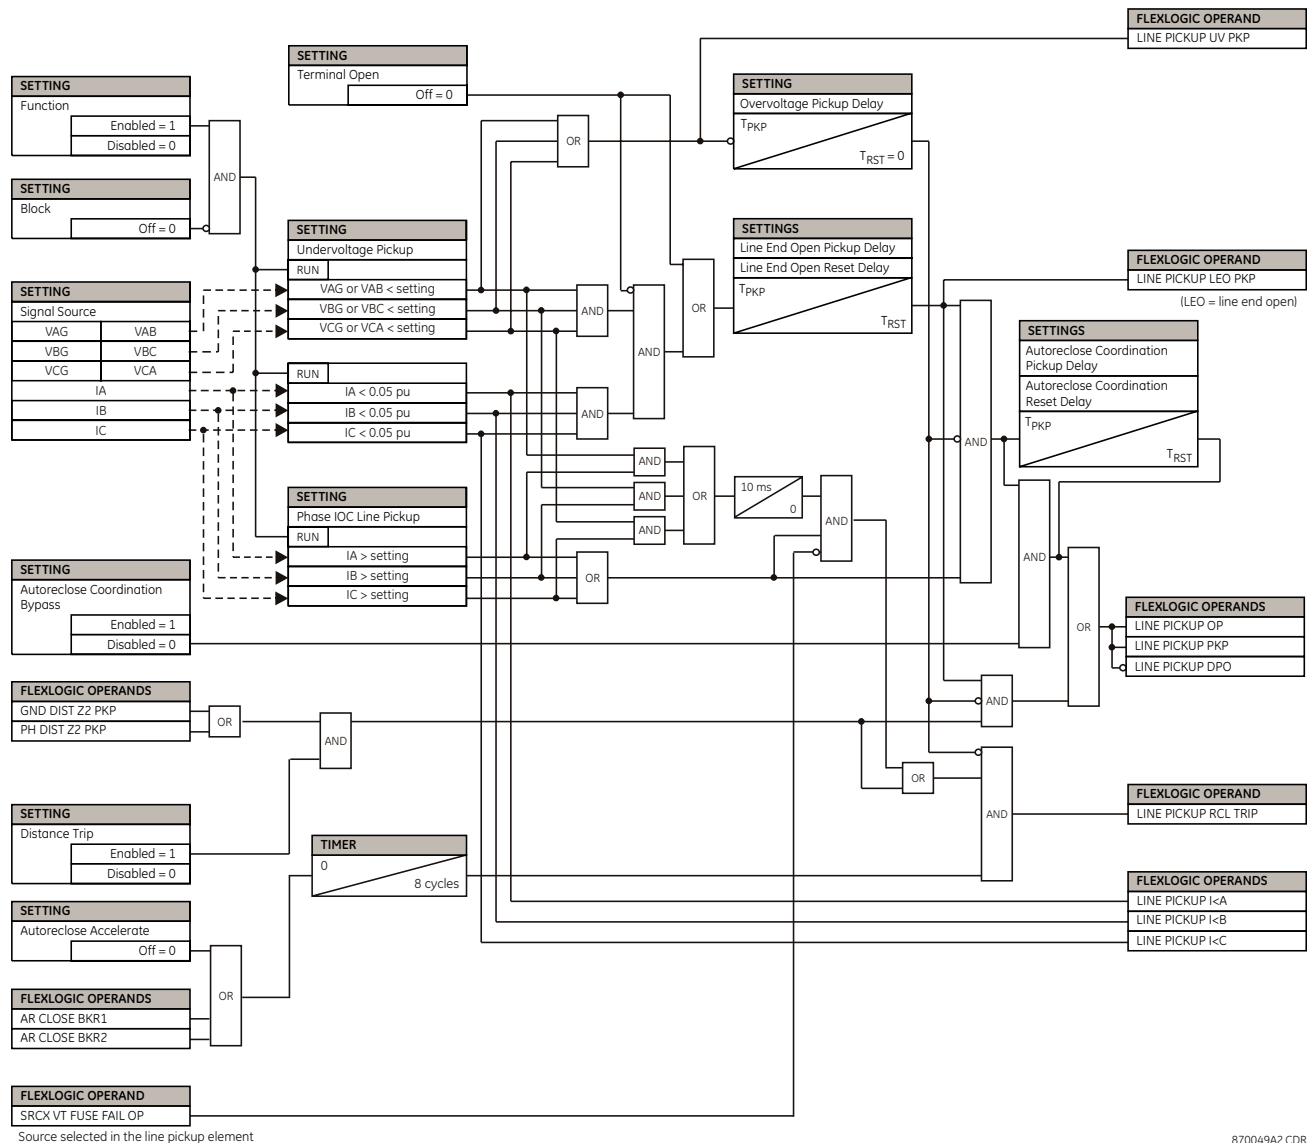 FLEXLOGIC OPERAND
LINE PICKUP UV PKP
SETTING
Terminal Open
Off = 0
SETTING
Function
Enabled = 1
Disabled = 0
AND
SETTING
Block
Off = 0
SETTING
Overvoltage Pickup Delay
TPKP
TRST = 0
OR
SETTING
Undervoltage Pickup
RUN
VAG or VAB < setting
VBG or VBC < setting
VCG or VCA < setting
SETTINGS
Line End Open Pickup Delay
Line End Open Reset Delay
TPKP
TRST
FLEXLOGIC OPERAND
LINE PICKUP LEO PKP
(LEO = line end open)
SETTING
Signal Source
VAG VAB
VBG VBC
VCG VCA
IA
IB
IC
AND
OR
AND
RUN
IA < 0.05 pu
IB < 0.05 pu
IC < 0.05 pu
AND
SETTINGS
Autoreclose Coordination
Pickup Delay
Autoreclose Coordination
Reset Delay
TPKP
TRST
AND
AND
AND
AND
OR
10 ms
0
AND
SETTING
Phase IOC Line Pickup
RUN
IA > setting
IB > setting
IC > setting
OR
AND
SETTING
Autoreclose Coordination
Bypass
Enabled = 1
Disabled = 0
OR
FLEXLOGIC OPERANDS
LINE PICKUP OP
LINE PICKUP PKP
LINE PICKUP DPO
FLEXLOGIC OPERANDS
GND DIST Z2 PKP
PH DIST Z2 PKP
OR
AND
AND
OR
AND
FLEXLOGIC OPERAND
LINE PICKUP RCL TRIP
SETTING
Distance Trip
Enabled = 1
Disabled = 0
TIMER
0
8 cycles
FLEXLOGIC OPERANDS
LINE PICKUP I<A
LINE PICKUP I<B
LINE PICKUP I<C
SETTING
Autoreclose Accelerate
Off = 0
OR
FLEXLOGIC OPERANDS
AR CLOSE BKR1
AR CLOSE BKR2
FLEXLOGIC OPERAND
SRCX VT FUSE FAIL OP
Source selected in the line pickup element
870049A2.CDR